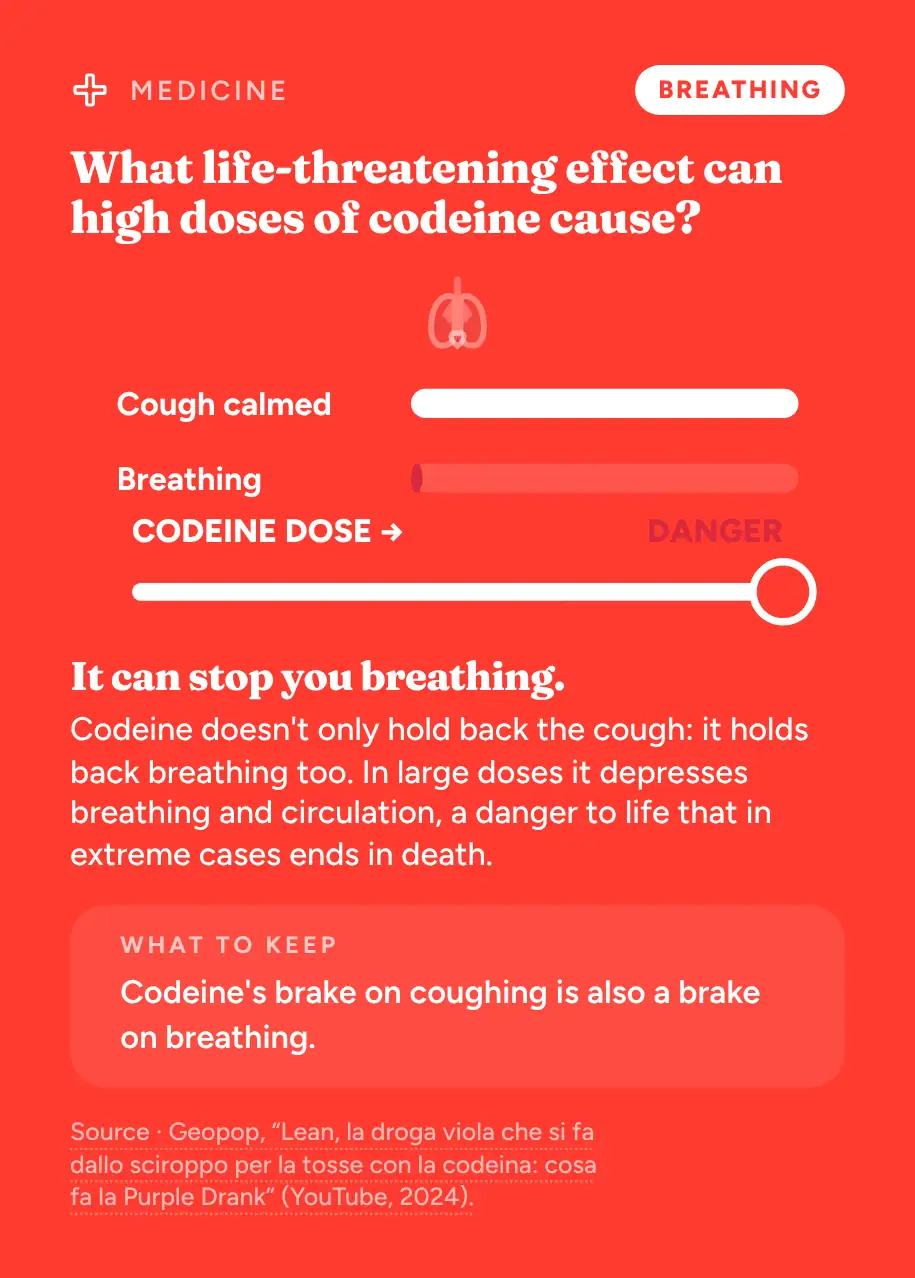 MEDICINE
BREATHING
What life-threatening effect can
high doses of codeine cause?
Cough calmed
Breathing
CODEINE DOSE →
DANGER
It can stop you breathing.
Codeine doesn't only hold back the cough: it holds
back breathing too. In large doses it depresses
breathing and circulation, a danger to life that in
extreme cases ends in death.
WHAT TO KEEP
Codeine's brake on coughing is also a brake
on breathing.
Source · Geopop, “Lean, la droga viola che si fa
dallo sciroppo per la tosse con la codeina: cosa
fa la Purple Drank” (YouTube, 2024).